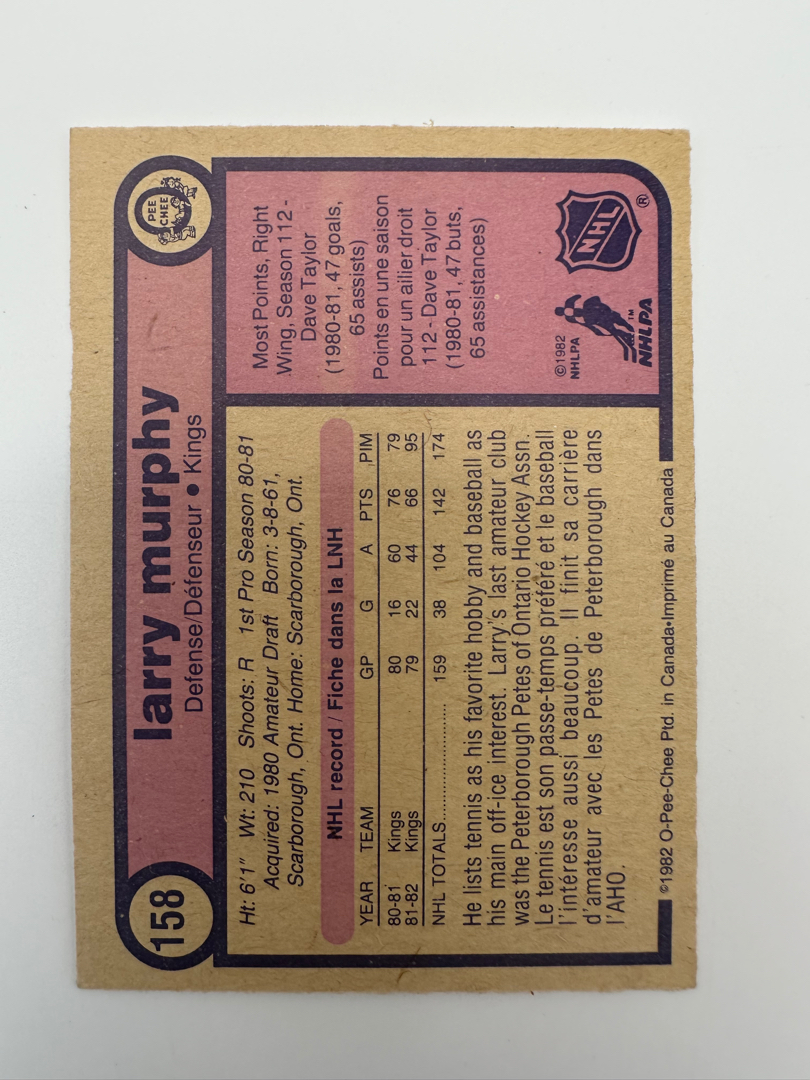 158
larry murphy
Defense/Défenseur • Kings
O
PEE
CHEE
Ht: 6'1" Wt: 210 Shoots: R 1st Pro Season 80-81
Acquired: 1980 Amateur Draft Born: 3-8-61,
Scarborough, Ont. Home: Scarborough, Ont.
NHL record / Fiche dans la LNH
YEAR TEAM GP G A PTS PIM
80-81 Kings 80 16 60 76 79
81-82 Kings 79 22 44 66 95
NHL TOTALS 159 38 104 142 174
He lists tennis as his favorite hobby and baseball as
his main off-ice interest. Larry's last amateur club
was the Peterborough Petes of Ontario Hockey Assn.
Le tennis est son passe-temps préféré et le baseball
l'intéresse aussi beaucoup. Il finit sa carrière
d'amateur avec les Petes de Peterborough dans
l'AHO.
Most Points, Right
Wing, Season 112 -
Dave Taylor
(1980-81, 47 goals,
65 assists)
Points en une saison
pour un ailier droit
112 - Dave Taylor
(1980-81, 47 buts,
65 assistances)
©1982
NHLPA
NHLPA™
NHL®
©1982 O-Pee-Chee Ptd. in Canada•Imprimé au Canada